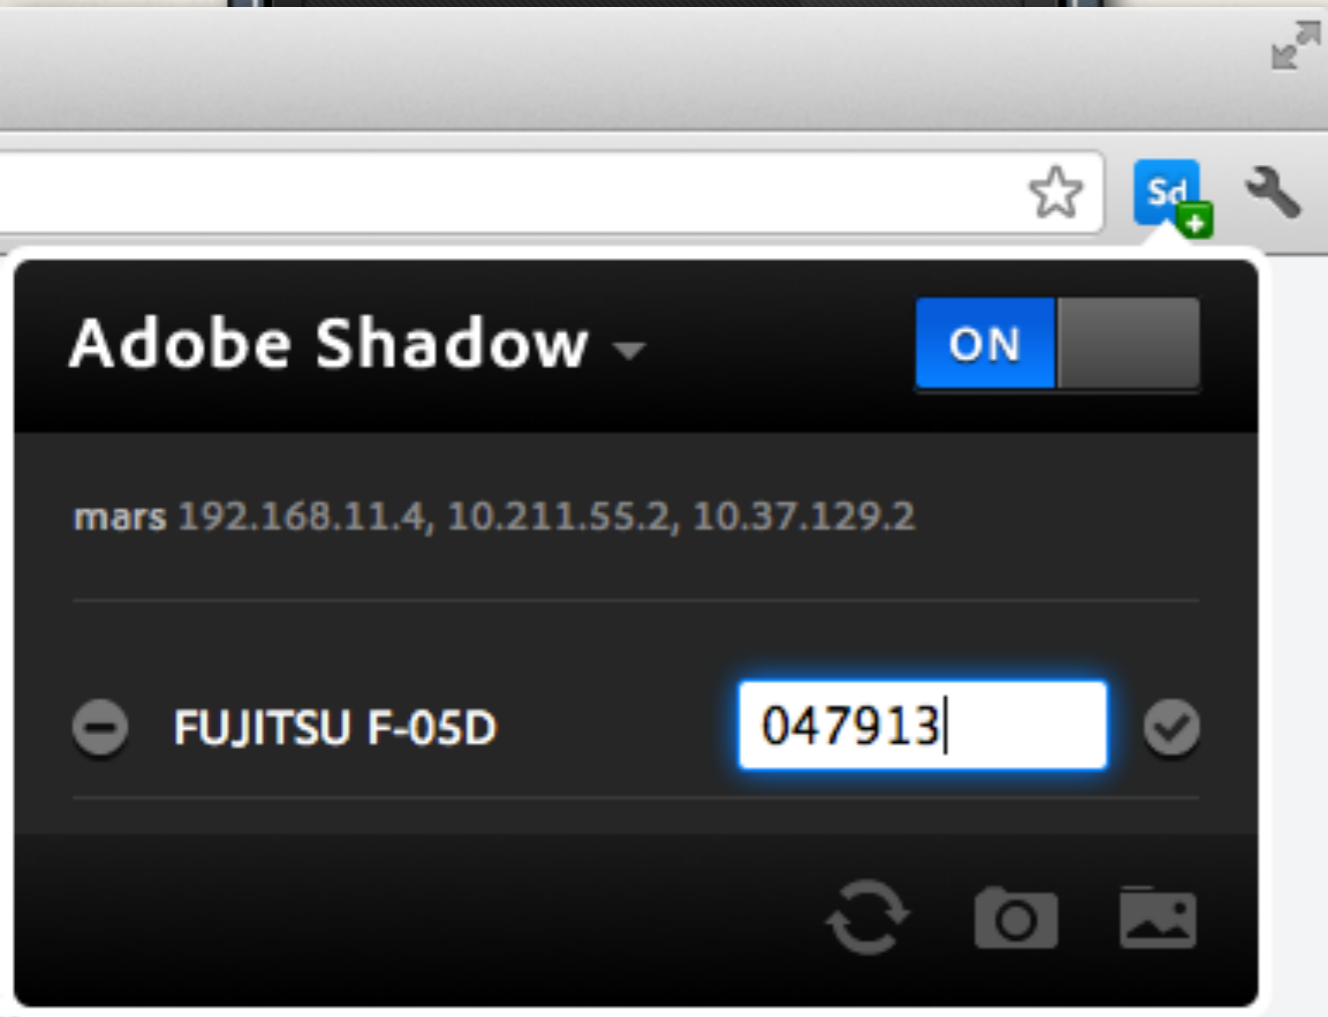 Sd
Adobe Shadow
ON
mars 192.168.11.4, 10.211.55.2, 10.37.129.2
FUJITSU F-05D
047913